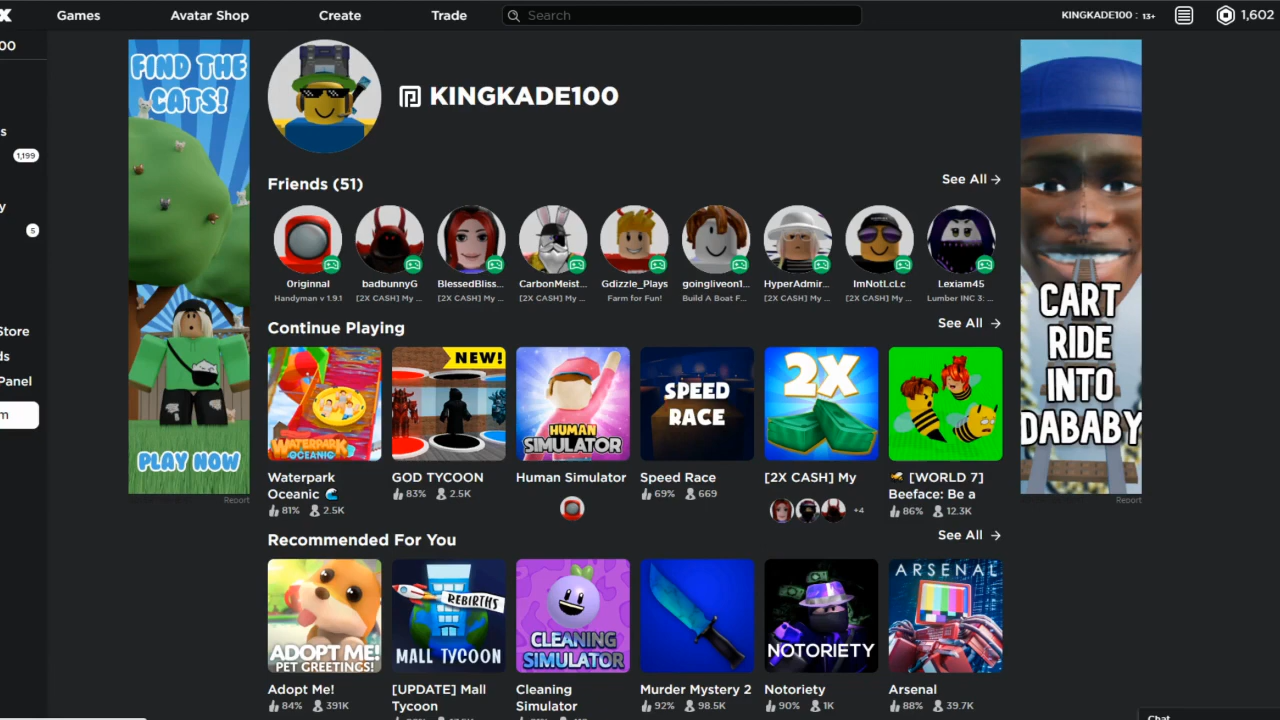 X
Games
Avatar Shop
Create
Trade
Search
KINGKADE100 : 13+
1,602
00
s
1,199
y
5
Store
ds
Panel
m
FIND THE
CATS!
PLAY NOW
Report
KINGKADE100
Friends (51)
See All →
0riginnal
badbunnyG
BlessedBliss...
CarbonMeist...
Gdizzle_Plays
goingliveon1...
HyperAdmir...
ImNotLcLc
Lexiam45
Handyman v 1.9.1
[2X CASH] My ...
[2X CASH] My ...
[2X CASH] My ...
Farm for Fun!
Build A Boat F...
[2X CASH] My ...
[2X CASH] My ...
Lumber INC 3: ...
Continue Playing
See All →
WATERPARK
OCEANIC
NEW!
HUMAN
SIMULATOR
SPEED
RACE
2X
Waterpark
Oceanic
81% 2.5K
GOD TYCOON
83% 2.5K
Human Simulator
Speed Race
69% 669
[2X CASH] My
+4
[WORLD 7]
Beeface: Be a
86% 12.3K
Recommended For You
See All →
ADOPT ME!
PET GREETINGS!
REBIRTHS
MALL TYCOON
CLEANING
SIMULATOR
NOTORIETY
ARSENAL
Adopt Me!
84% 391K
[UPDATE] Mall
Tycoon
Cleaning
Simulator
Murder Mystery 2
92% 98.5K
Notoriety
90% 1K
Arsenal
88% 39.7K
CART
RIDE
INTO
DABABY
Report
Chat